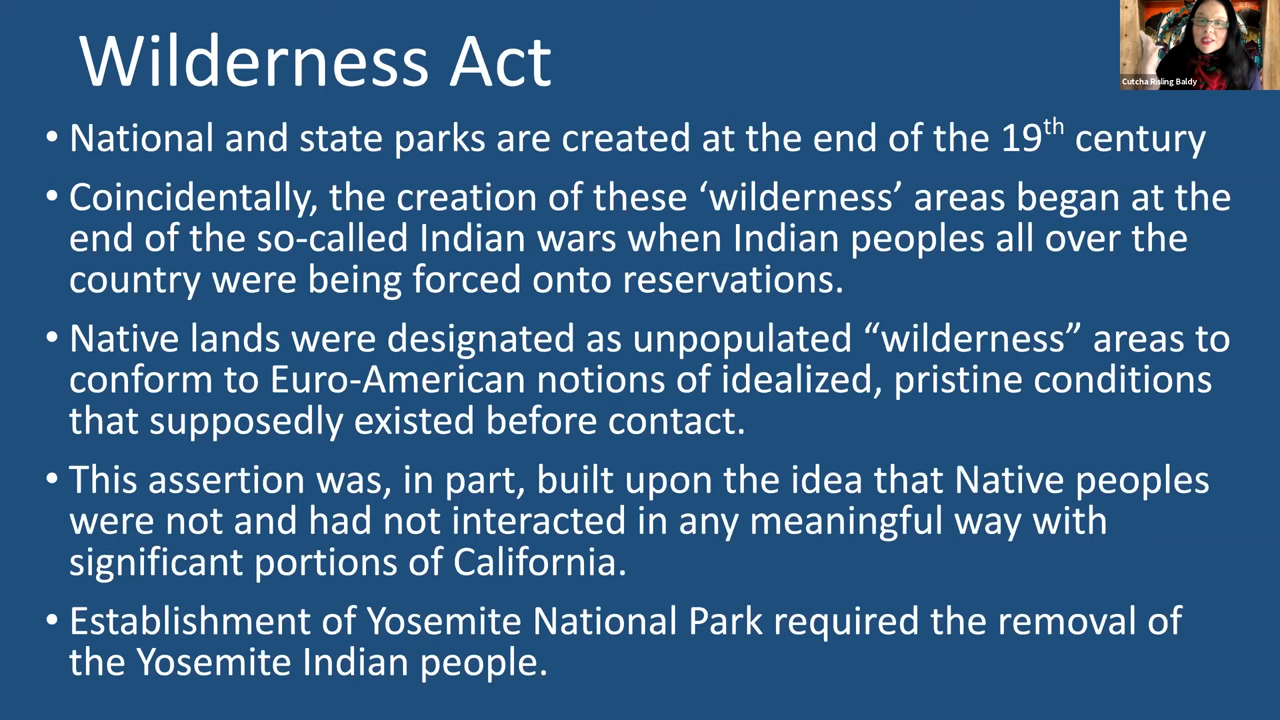 Wilderness Act
Cutcha Risling Baldy
• National and state parks are created at the end of the 19th century
• Coincidentally, the creation of these ‘wilderness’ areas began at the
end of the so-called Indian wars when Indian peoples all over the
country were being forced onto reservations.
• Native lands were designated as unpopulated “wilderness” areas to
conform to Euro-American notions of idealized, pristine conditions
that supposedly existed before contact.
• This assertion was, in part, built upon the idea that Native peoples
were not and had not interacted in any meaningful way with
significant portions of California.
• Establishment of Yosemite National Park required the removal of
the Yosemite Indian people.